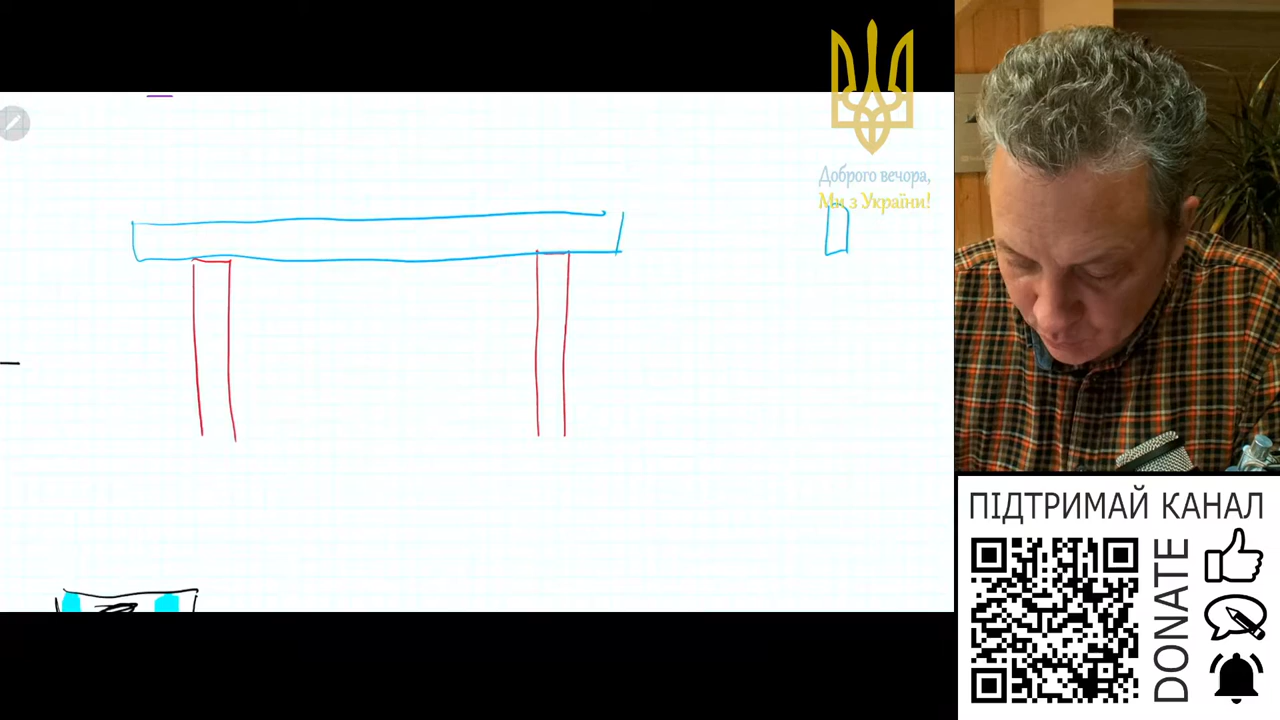 Доброго вечора,
Ми з України!
ПІДТРИМАЙ КАНАЛ
DONATE